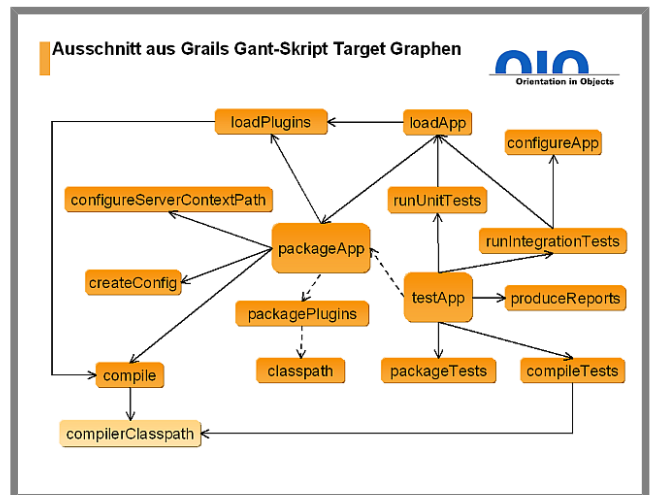 Ausschnitt aus Grails Gant-Skript Target Graphen
OIO
Orientation in Objects
loadPlugins
loadApp
configureApp
configureServerContextPath
runUnitTests
packageApp
runIntegrationTests
createConfig
testApp
produceReports
packagePlugins
compile
classpath
packageTests
compileTests
compilerClasspath